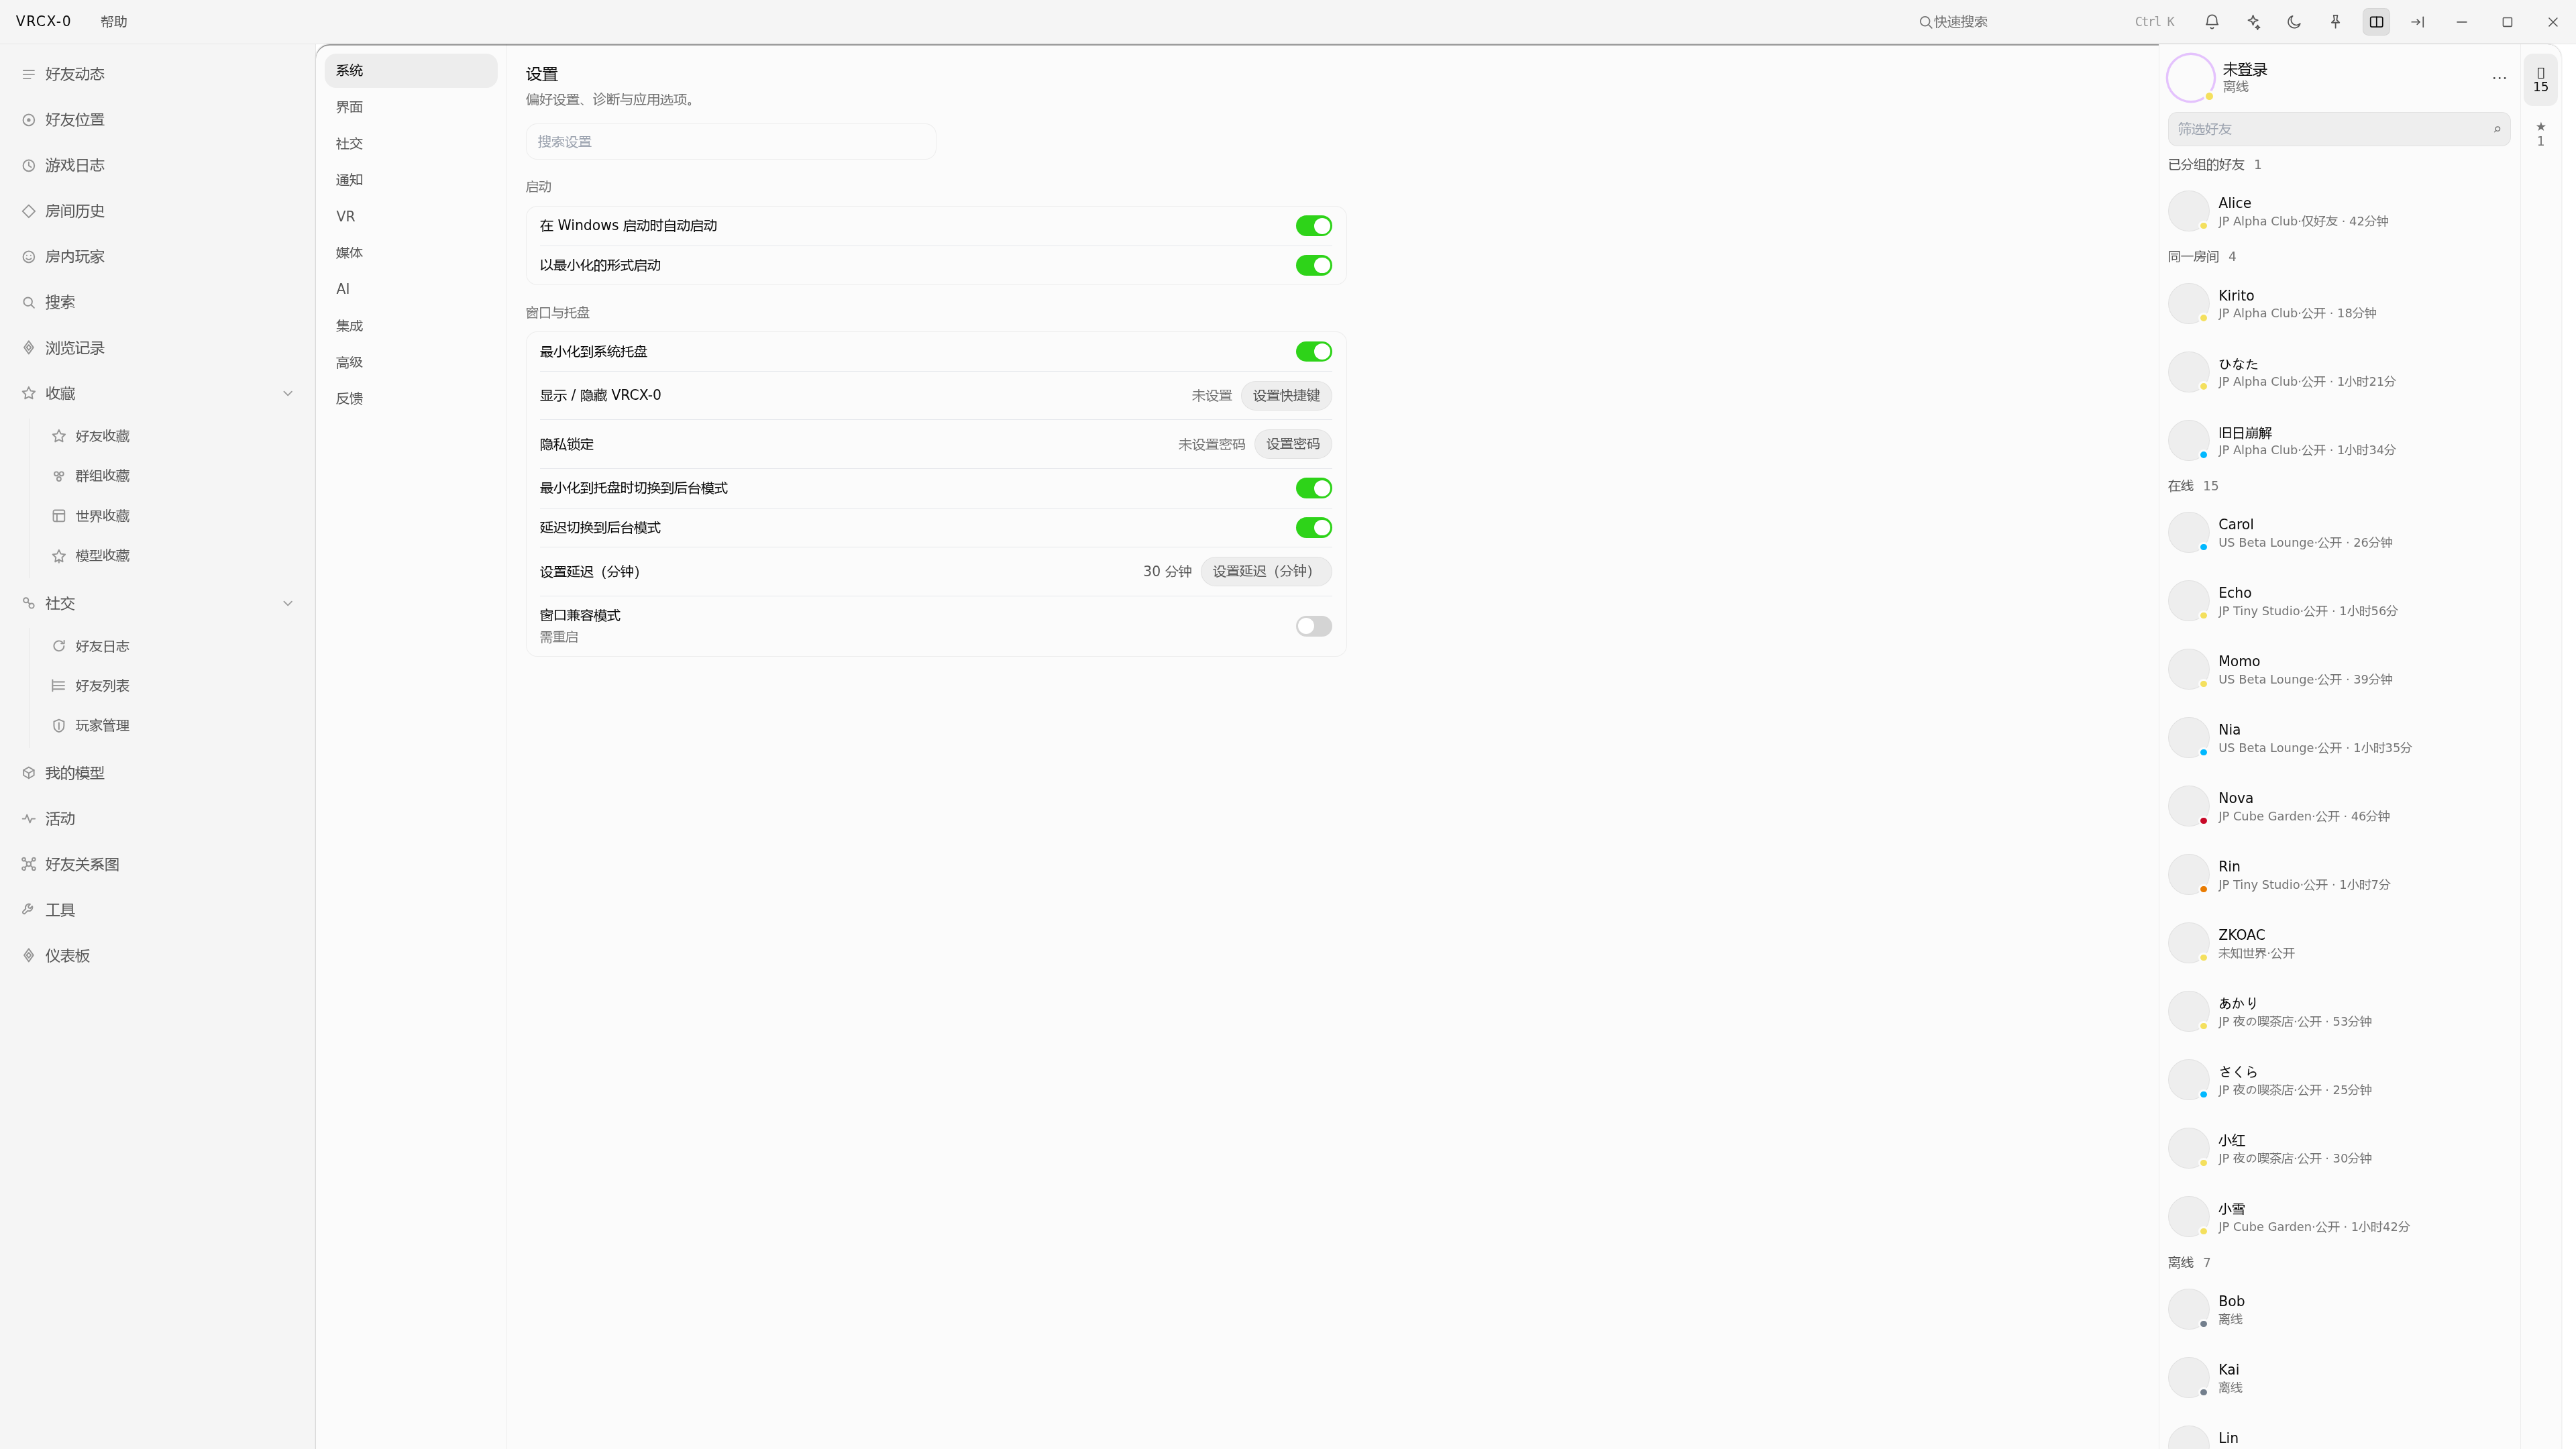 VRCX-0
帮助
快速搜索
Ctrl K
好友动态
好友位置
游戏日志
房间历史
房内玩家
搜索
浏览记录
收藏
好友收藏
群组收藏
世界收藏
模型收藏
社交
好友日志
好友列表
玩家管理
我的模型
活动
好友关系图
工具
仪表板
系统
界面
社交
通知
VR
媒体
AI
集成
高级
反馈
设置
偏好设置、诊断与应用选项。
搜索设置
启动
在 Windows 启动时自动启动
以最小化的形式启动
窗口与托盘
最小化到系统托盘
显示 / 隐藏 VRCX-0
未设置
设置快捷键
隐私锁定
未设置密码
设置密码
最小化到托盘时切换到后台模式
延迟切换到后台模式
设置延迟（分钟）
30 分钟
设置延迟（分钟）
窗口兼容模式
需重启
未登录
离线
筛选好友
已分组的好友 1
Alice
JP Alpha Club·仅好友 · 42分钟
同一房间 4
Kirito
JP Alpha Club·公开 · 18分钟
ひなた
JP Alpha Club·公开 · 1小时21分
旧日崩解
JP Alpha Club·公开 · 1小时34分
在线 15
Carol
US Beta Lounge·公开 · 26分钟
Echo
JP Tiny Studio·公开 · 1小时56分
Momo
US Beta Lounge·公开 · 39分钟
Nia
US Beta Lounge·公开 · 1小时35分
Nova
JP Cube Garden·公开 · 46分钟
Rin
JP Tiny Studio·公开 · 1小时7分
ZKOAC
未知世界·公开
あかり
JP 夜の喫茶店·公开 · 53分钟
さくら
JP 夜の喫茶店·公开 · 25分钟
小红
JP 夜の喫茶店·公开 · 30分钟
小雪
JP Cube Garden·公开 · 1小时42分
离线 7
Bob
离线
Kai
离线
Lin
15
★
1